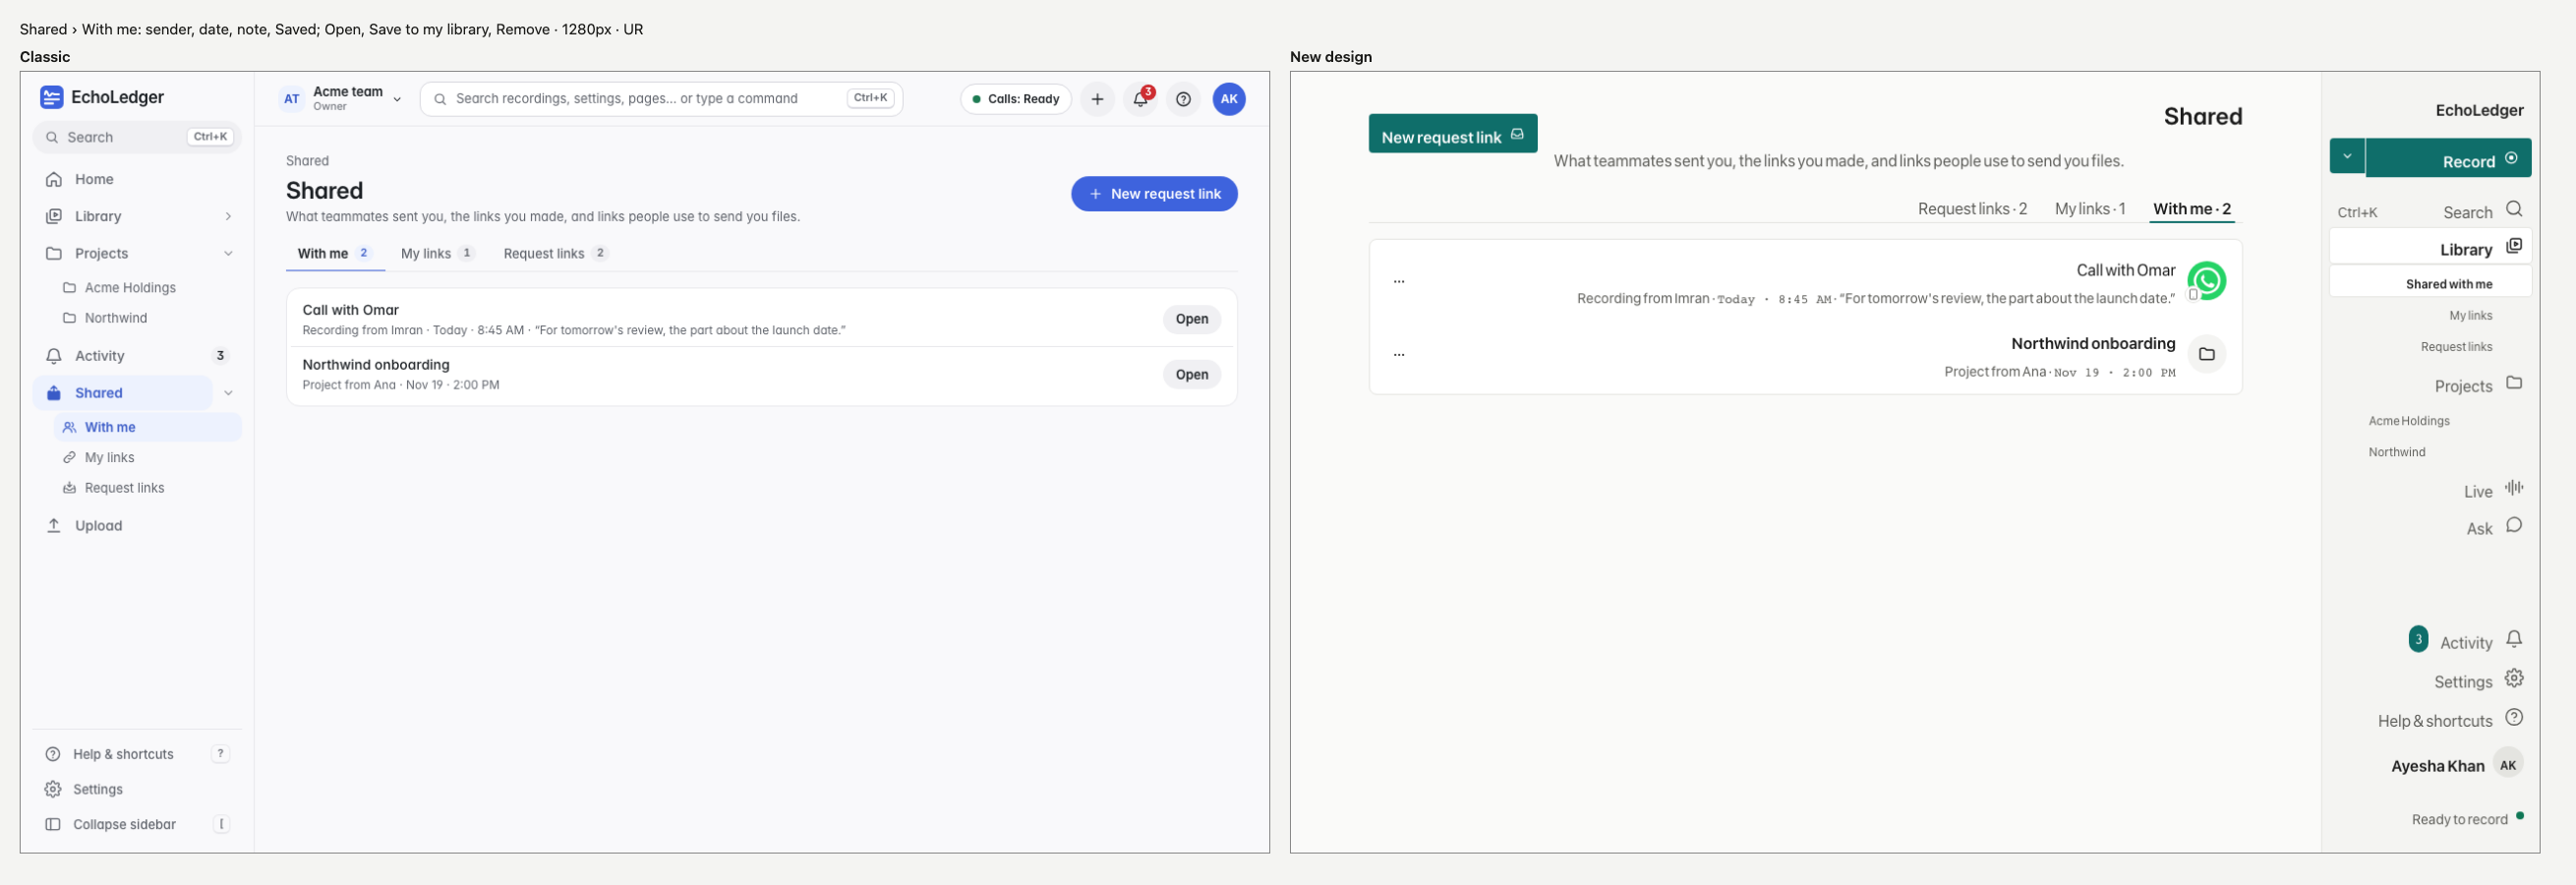 Shared › With me: sender, date, note, Saved; Open, Save to my library, Remove · 1280px · UR
Classic
EchoLedger
Search Ctrl+K
Home
Library
Projects
Acme Holdings
Northwind
Activity 3
Shared
With me
My links
Request links
Upload
Help & shortcuts ?
Settings
Collapse sidebar [
AT Acme team
Owner
Search recordings, settings, pages... or type a command Ctrl+K
Calls: Ready
3
AK
Shared
Shared
What teammates sent you, the links you made, and links people use to send you files.
+ New request link
With me 2 My links 1 Request links 2
Call with Omar
Recording from Imran · Today · 8:45 AM · “For tomorrow's review, the part about the launch date.”
Open
Northwind onboarding
Project from Ana · Nov 19 · 2:00 PM
Open
New design
Shared
New request link
What teammates sent you, the links you made, and links people use to send you files.
Request links · 2 My links · 1 With me · 2
Call with Omar
Recording from Imran · Today · 8:45 AM · “For tomorrow's review, the part about the launch date.”
...
Northwind onboarding
Project from Ana · Nov 19 · 2:00 PM
...
EchoLedger
Record
Ctrl+K Search
Library
Shared with me
My links
Request links
Projects
Acme Holdings
Northwind
Live
Ask
3 Activity
Settings
Help & shortcuts
Ayesha Khan AK
Ready to record